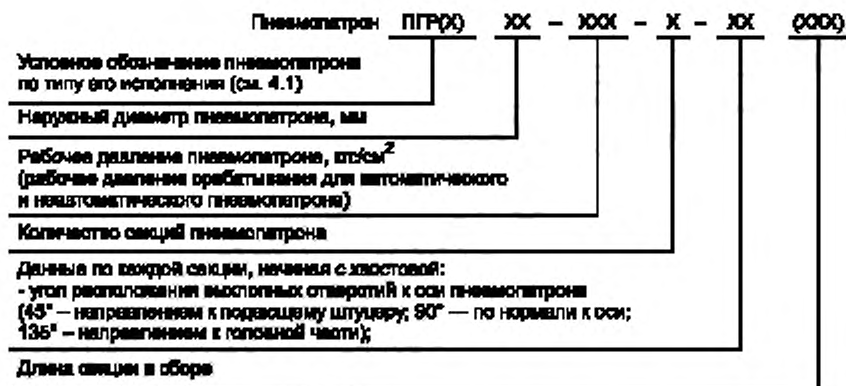 Пневмопатрон ПГР(Х) ХХ – ХХХ – Х – ХХ (ХХХ)
Условное обозначение пневмопатрона
по типу его исполнения (см. 4.1)
Наружный диаметр пневмопатрона, мм
Рабочее давление пневмопатрона, кгс/см²
(рабочее давление срабатывания для автоматического
и неавтоматического пневмопатрона)
Количество секций пневмопатрона
Данные по каждой секции, начиная с хвостовой:
- угол расположения выхлопных отверстий к оси пневмопатрона
(45° – направлением к подающему штуцеру; 90° — по нормали к оси;
135° – направлением к головной части);
Длина секции в сборе